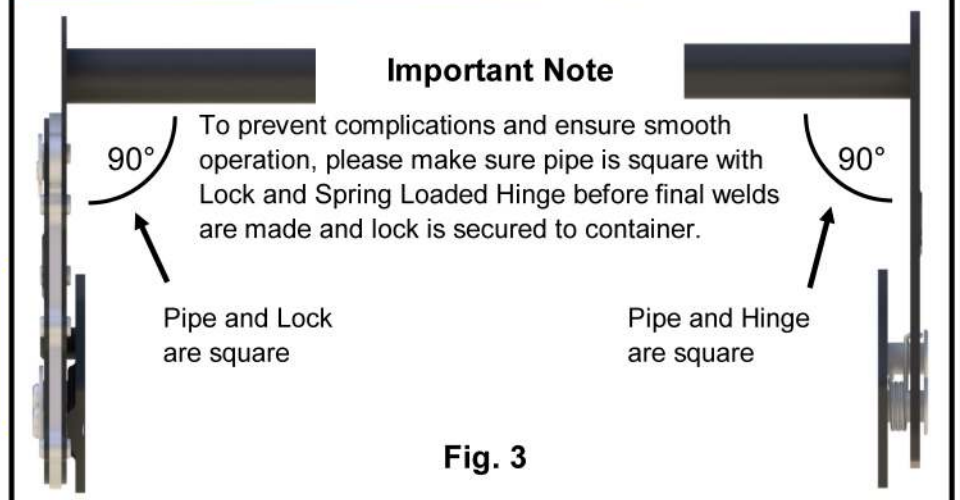 Important Note
To prevent complications and ensure smooth
operation, please make sure pipe is square with
Lock and Spring Loaded Hinge before final welds
are made and lock is secured to container.
90°
90°
Pipe and Lock
are square
Pipe and Hinge
are square
Fig. 3